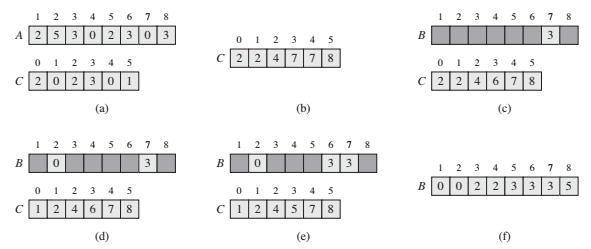 1 2 3 4 5 6 7 8
A 2 5 3 0 2 3 0 3
0 1 2 3 4 5
C 2 0 2 3 0 1
(a)
0 1 2 3 4 5
C 2 2 4 7 7 8
(b)
1 2 3 4 5 6 7 8
B 3
0 1 2 3 4 5
C 2 2 4 6 7 8
(c)
1 2 3 4 5 6 7 8
B 0 3
0 1 2 3 4 5
C 1 2 4 6 7 8
(d)
1 2 3 4 5 6 7 8
B 0 3 3
0 1 2 3 4 5
C 1 2 4 5 7 8
(e)
1 2 3 4 5 6 7 8
B 0 0 2 2 3 3 3 5
(f)